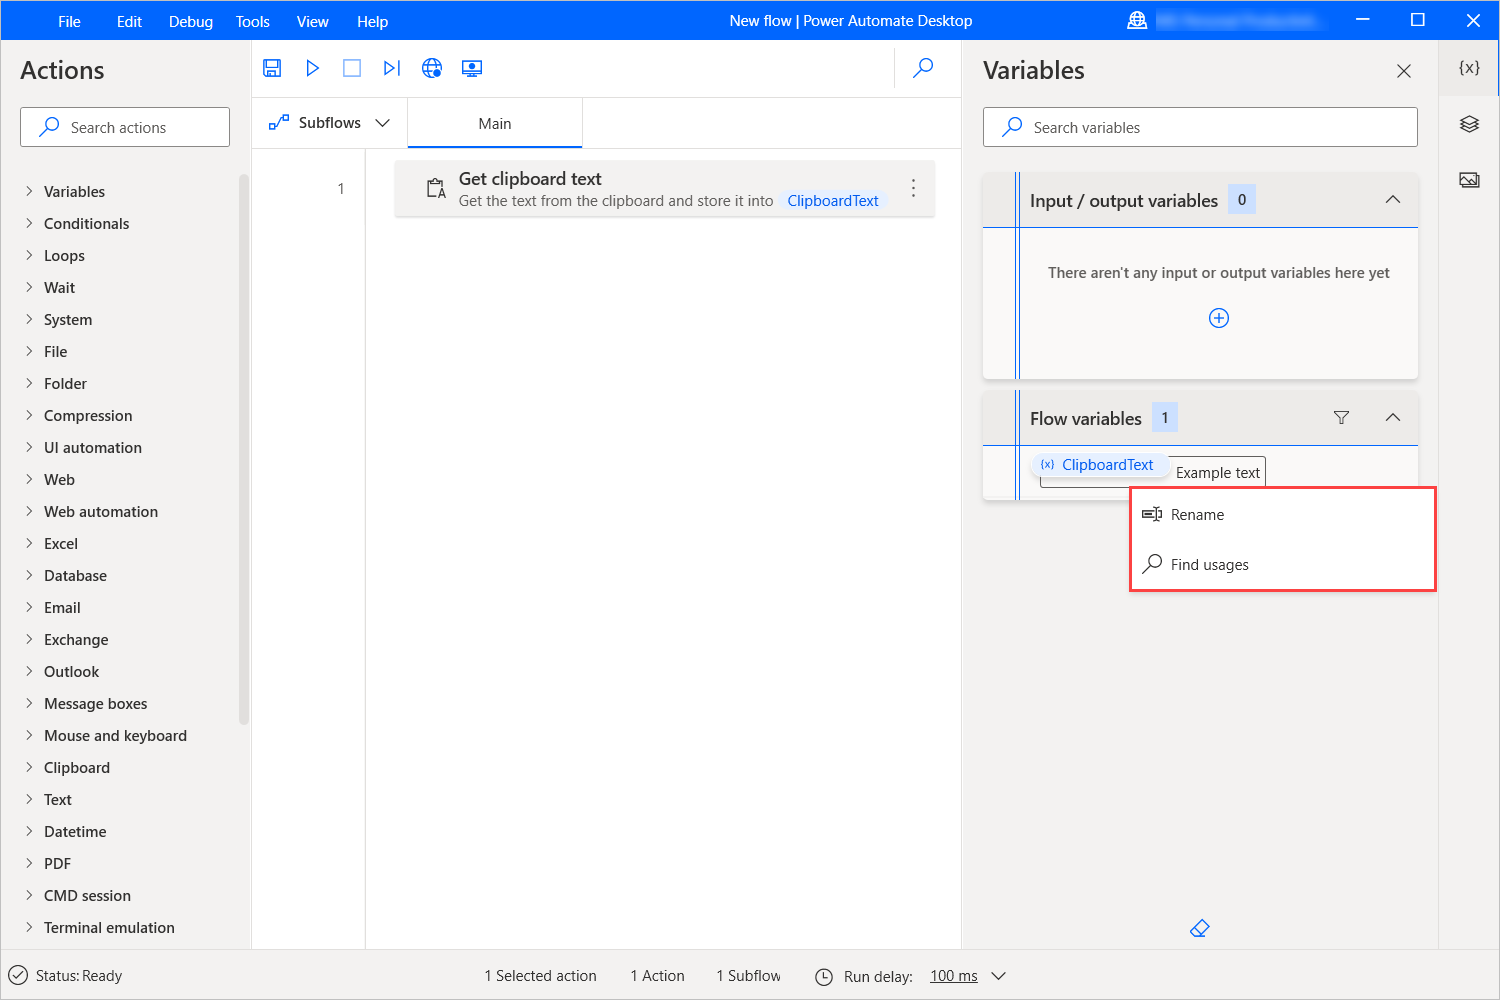 File Edit Debug Tools View Help New flow | Power Automate Desktop
Actions
Search actions
Variables
Conditionals
Loops
Wait
System
File
Folder
Compression
UI automation
Web
Web automation
Excel
Database
Email
Exchange
Outlook
Message boxes
Mouse and keyboard
Clipboard
Text
Datetime
PDF
CMD session
Terminal emulation
Subflows Main
1
Get clipboard text
Get the text from the clipboard and store it into ClipboardText
Variables
{x}
Search variables
Input / output variables 0
There aren't any input or output variables here yet
Flow variables 1
{x} ClipboardText Example text
Rename
Find usages
Status: Ready 1 Selected action 1 Action 1 Subflow Run delay: 100 ms